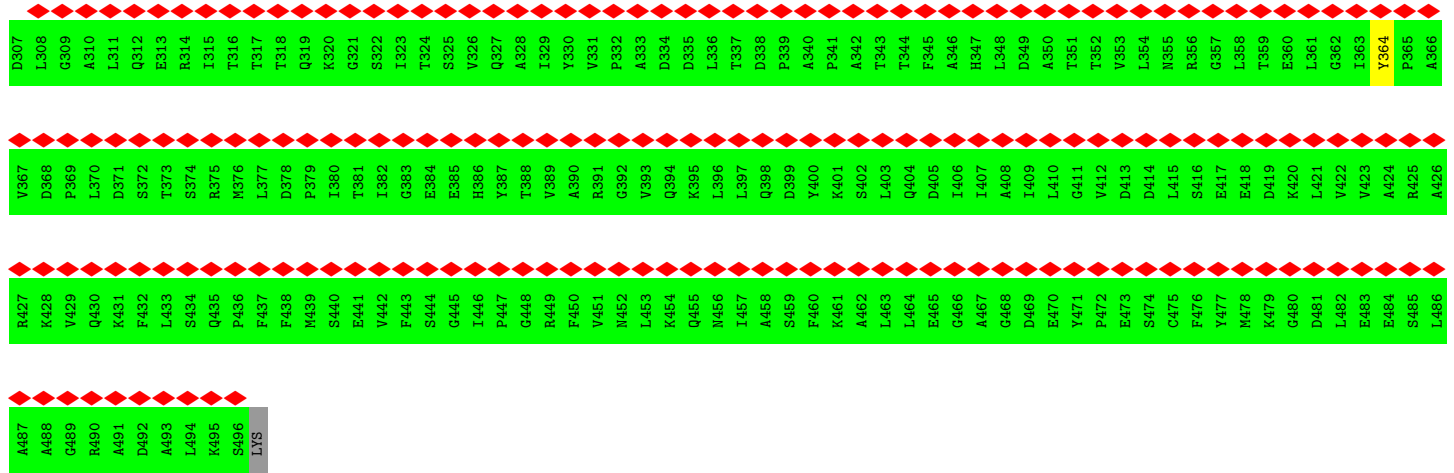 D307 L308 G309 A310 L311 Q312 E313 R314 I315 T316 T317 T318 Q319 K320 G321 S322 I323 T324 S325 V326 Q327 A328 I329 Y330 V331 P332 A333 D334 D335 L336 T337 D338 P339 A340 P341 A342 T343 T344 F345 A346 H347 L348 D349 A350 T351 T352 V353 L354 N355 R356 G357 L358 T359 E360 L361 G362 I363 Y364 P365 A366
V367 D368 P369 L370 D371 S372 T373 S374 R375 M376 L377 D378 P379 I380 T381 I382 G383 E384 E385 H386 Y387 T388 V389 A390 R391 G392 V393 Q394 K395 L396 L397 Q398 D399 Y400 K401 S402 L403 Q404 D405 I406 I407 A408 I409 L410 G411 V412 D413 D414 L415 S416 E417 E418 D419 K420 L421 V422 V423 A424 R425 A426
R427 K428 V429 Q430 K431 F432 L433 S434 Q435 P436 F437 F438 M439 S440 E441 V442 F443 S444 G445 I446 P447 G448 R449 F450 V451 N452 L453 K454 Q455 N456 I457 A458 S459 F460 K461 A462 L463 L464 E465 G466 A467 G468 D469 E470 Y471 P472 E473 S474 C475 F476 Y477 M478 K479 G480 D481 L482 E483 E484 S485 L486
A487 A488 G489 R490 A491 D492 A493 L494 K495 S496 LYS